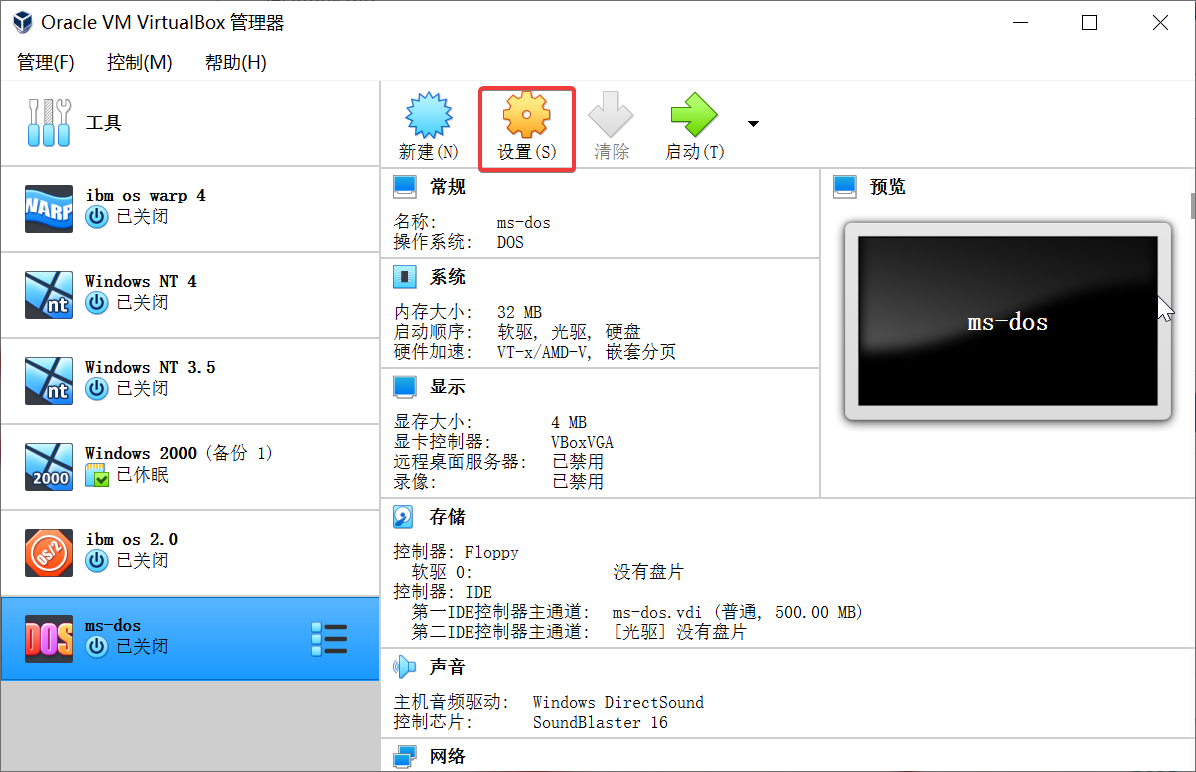 Oracle VM VirtualBox 管理器
管理(F) 控制(M) 帮助(H)
工具
WARP
ibm os warp 4
已关闭
nt
Windows NT 4
已关闭
nt
Windows NT 3.5
已关闭
2000
Windows 2000 (备份 1)
已休眠
OS/2
ibm os 2.0
已关闭
DOS
ms-dos
已关闭
新建(N) 设置(S) 清除 启动(T)
常规
名称: ms-dos
操作系统: DOS
系统
内存大小: 32 MB
启动顺序: 软驱, 光驱, 硬盘
硬件加速: VT-x/AMD-V, 嵌套分页
显示
显存大小: 4 MB
显卡控制器: VBoxVGA
远程桌面服务器: 已禁用
录像: 已禁用
预览
ms-dos
存储
控制器: Floppy
软驱 0: 没有盘片
控制器: IDE
第一IDE控制器主通道: ms-dos.vdi (普通, 500.00 MB)
第二IDE控制器主通道: [光驱] 没有盘片
声音
主机音频驱动: Windows DirectSound
控制芯片: SoundBlaster 16
网络